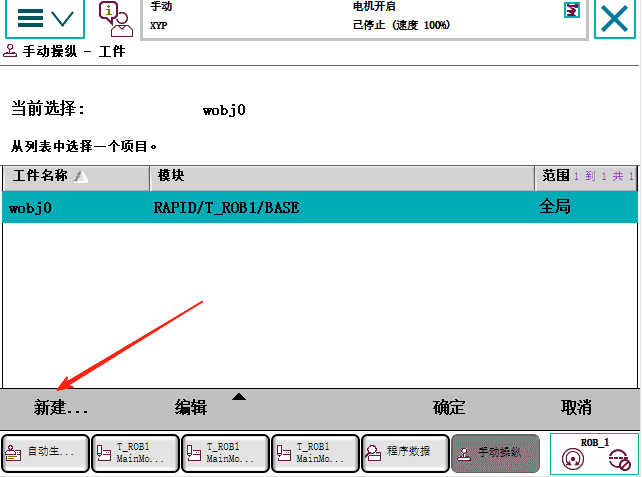 手动
电机开启
XYP
已停止 (速度 100%)
手动操纵 - 工件
当前选择: wobj0
从列表中选择一个项目。
工件名称 模块 范围 1 到 1 共 1
wobj0 RAPID/T_ROB1/BASE 全局
新建... 编辑 确定 取消
自动生...
T_ROB1
MainMo...
T_ROB1
MainMo...
T_ROB1
MainMo...
程序数据
手动操纵
ROB_1